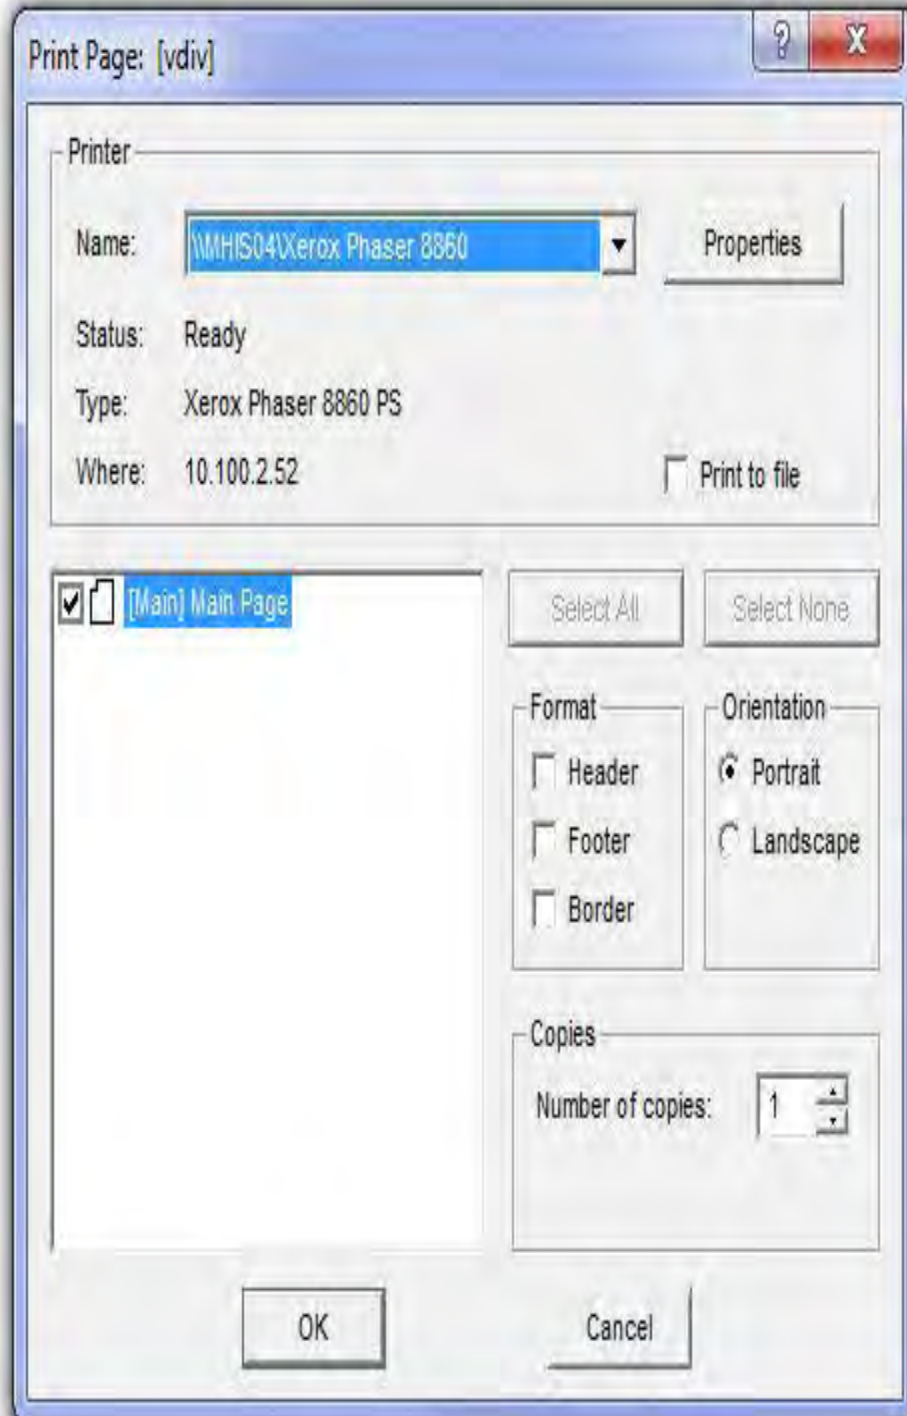 Print Page: [vdiv]
? X
Printer
Name: \\MHIS04\Xerox Phaser 8860 Properties
Status: Ready
Type: Xerox Phaser 8860 PS
Where: 10.100.2.52 Print to file
[Main] Main Page
Select All Select None
Format Orientation
Header Portrait
Footer Landscape
Border
Copies
Number of copies: 1
OK Cancel